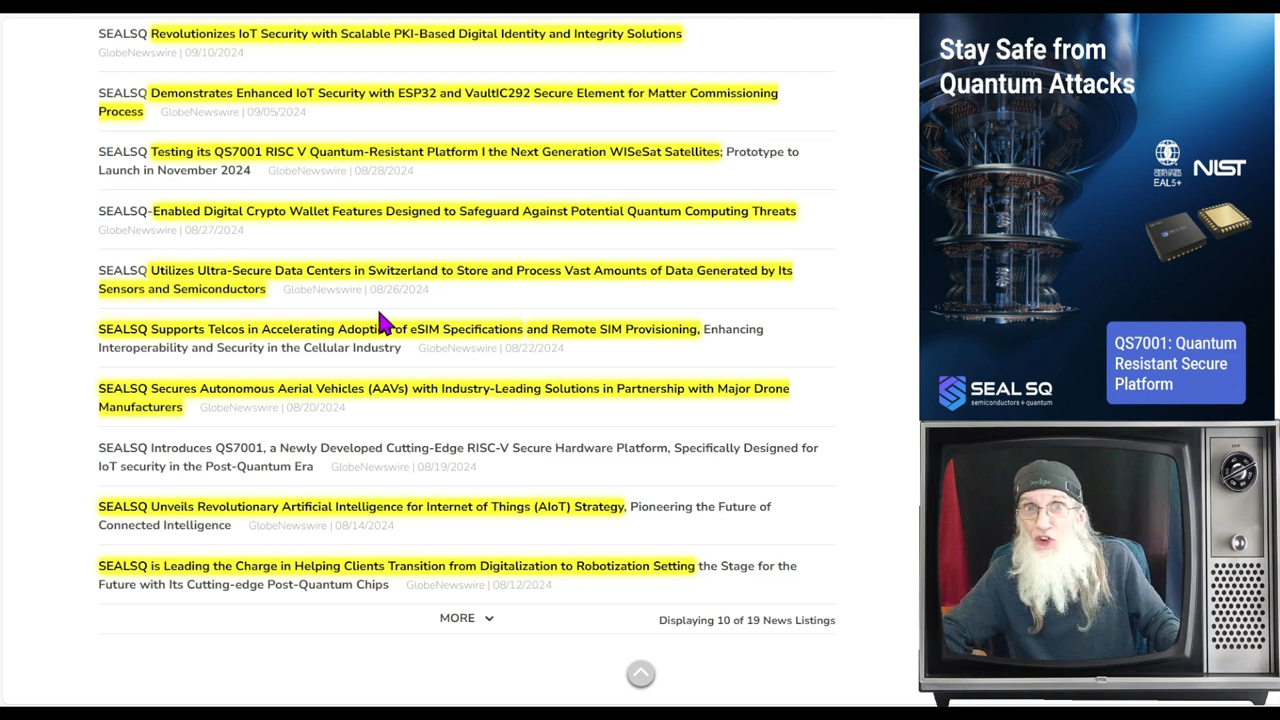 SEALSQ Revolutionizes IoT Security with Scalable PKI-Based Digital Identity and Integrity Solutions
GlobeNewswire | 09/10/2024
SEALSQ Demonstrates Enhanced IoT Security with ESP32 and VaultIC292 Secure Element for Matter Commissioning
Process GlobeNewswire | 09/05/2024
SEALSQ Testing its QS7001 RISC V Quantum-Resistant Platform I the Next Generation WISeSat Satellites; Prototype to
Launch in November 2024 GlobeNewswire | 08/28/2024
SEALSQ-Enabled Digital Crypto Wallet Features Designed to Safeguard Against Potential Quantum Computing Threats
GlobeNewswire | 08/27/2024
SEALSQ Utilizes Ultra-Secure Data Centers in Switzerland to Store and Process Vast Amounts of Data Generated by Its
Sensors and Semiconductors GlobeNewswire | 08/26/2024
SEALSQ Supports Telcos in Accelerating Adoption of eSIM Specifications and Remote SIM Provisioning, Enhancing
Interoperability and Security in the Cellular Industry GlobeNewswire | 08/22/2024
SEALSQ Secures Autonomous Aerial Vehicles (AAVs) with Industry-Leading Solutions in Partnership with Major Drone
Manufacturers GlobeNewswire | 08/20/2024
SEALSQ Introduces QS7001, a Newly Developed Cutting-Edge RISC-V Secure Hardware Platform, Specifically Designed for
IoT security in the Post-Quantum Era GlobeNewswire | 08/19/2024
SEALSQ Unveils Revolutionary Artificial Intelligence for Internet of Things (AIoT) Strategy, Pioneering the Future of
Connected Intelligence GlobeNewswire | 08/14/2024
SEALSQ is Leading the Charge in Helping Clients Transition from Digitalization to Robotization Setting the Stage for the
Future with Its Cutting-edge Post-Quantum Chips GlobeNewswire | 08/12/2024
MORE
Displaying 10 of 19 News Listings
Stay Safe from
Quantum Attacks
EAL5+
NIST
QS7001: Quantum
Resistant Secure
Platform
SEAL SQ
semiconductors + quantum